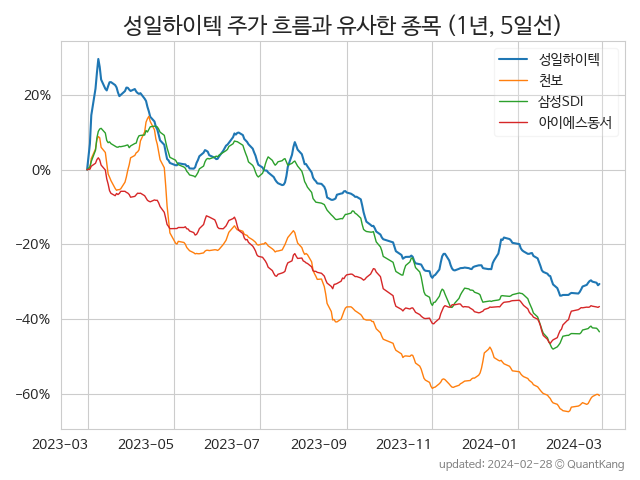 성일하이텍 주가 흐름과 유사한 종목 (1년, 5일선)
성일하이텍
천보
삼성SDI
아이에스동서
20%
0%
−20%
−40%
−60%
2023-03 2023-05 2023-07 2023-09 2023-11 2024-01 2024-03
updated: 2024-02-28 © QuantKang